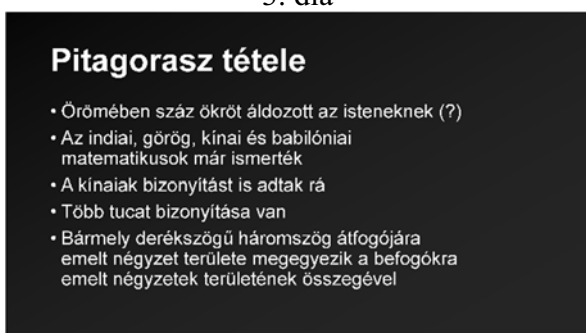 3. dia
Pitagorasz tétele
• Örömében száz ökröt áldozott az isteneknek (?)
• Az indiai, görög, kínai és babilóniai
matematikusok már ismerték
• A kínaiak bizonyítást is adtak rá
• Több tucat bizonyítása van
• Bármely derékszögű háromszög átfogójára
emelt négyzet területe megegyezik a befogókra
emelt négyzetek területének összegével